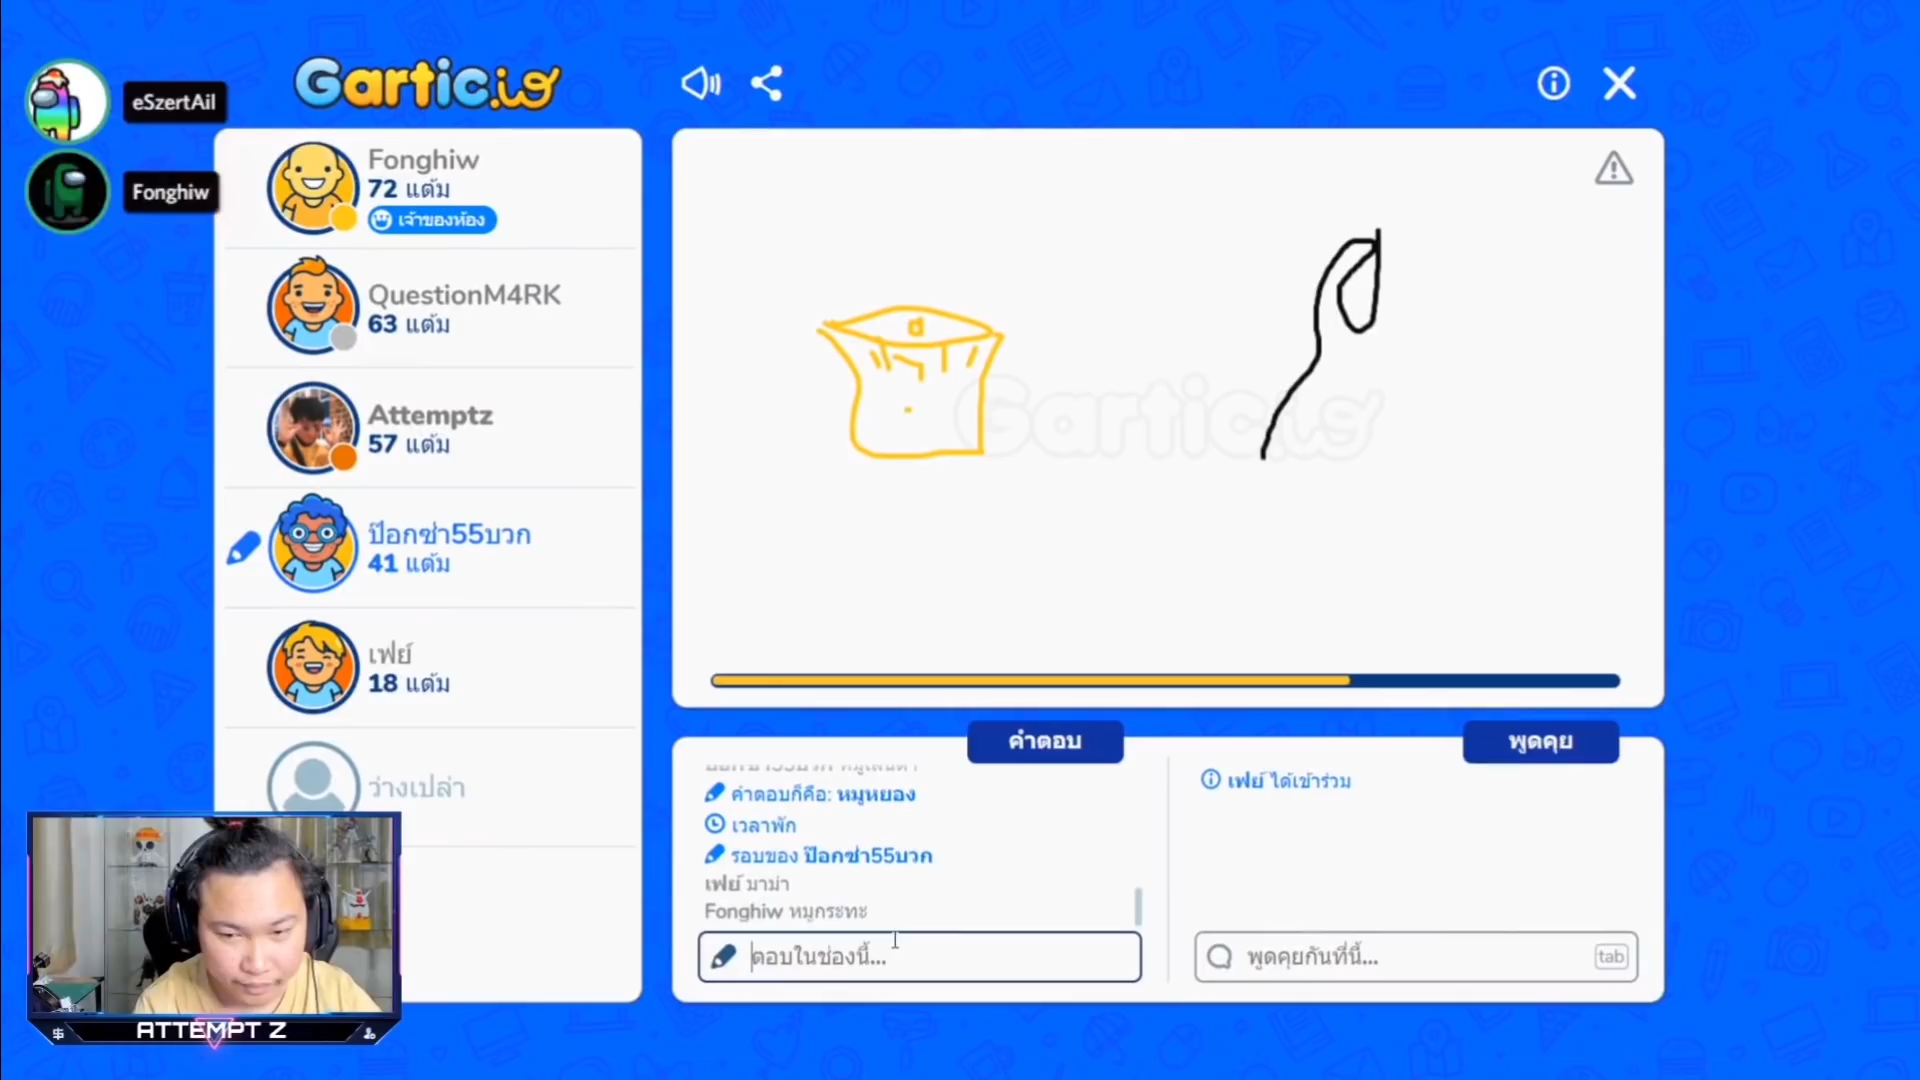 eSzertAil
Fonghiw
Gartic.io
Fonghiw
72 แต้ม
เจ้าของห้อง
QuestionM4RK
63 แต้ม
Attemptz
57 แต้ม
ป๊อกซ่า55บวก
41 แต้ม
เฟย์
18 แต้ม
ว่างเปล่า
Gartic.io
คำตอบ
คำตอบก็คือ: หมูหยอง
เวลาพัก
รอบของ ป๊อกซ่า55บวก
เฟย์ มาม่า
Fonghiw หมูกระทะ
ตอบในช่องนี้...
พูดคุย
เฟย์ ได้เข้าร่วม
พูดคุยกันที่นี้...
tab
ATTEMPT Z